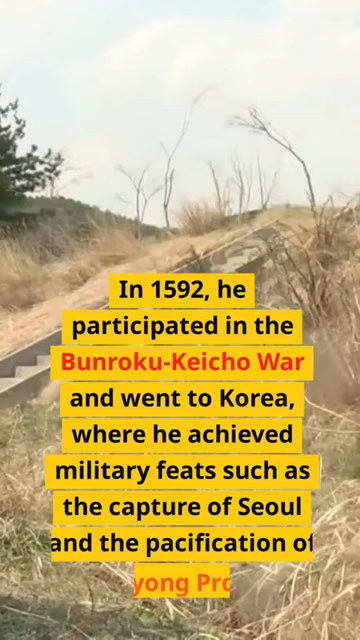 In 1592, he
participated in the
Bunroku-Keicho War
and went to Korea,
where he achieved
military feats such as
the capture of Seoul
and the pacification of